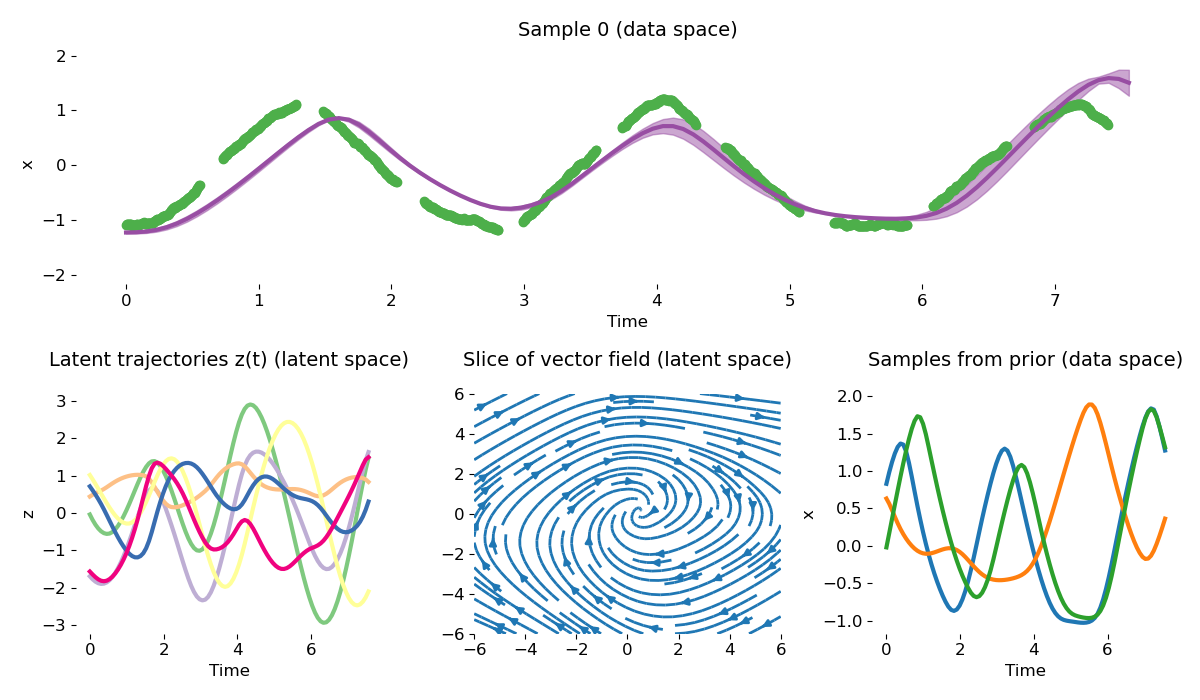 Sample 0 (data space)
2
1
0
−1
−2
x
0 1 2 3 4 5 6 7
Time
Latent trajectories z(t) (latent space)
3
2
1
0
−1
−2
−3
z
0 2 4 6
Time
Slice of vector field (latent space)
6
4
2
0
−2
−4
−6
−6 −4 −2 0 2 4 6
Samples from prior (data space)
2.0
1.5
1.0
0.5
0.0
−0.5
−1.0
x
0 2 4 6
Time